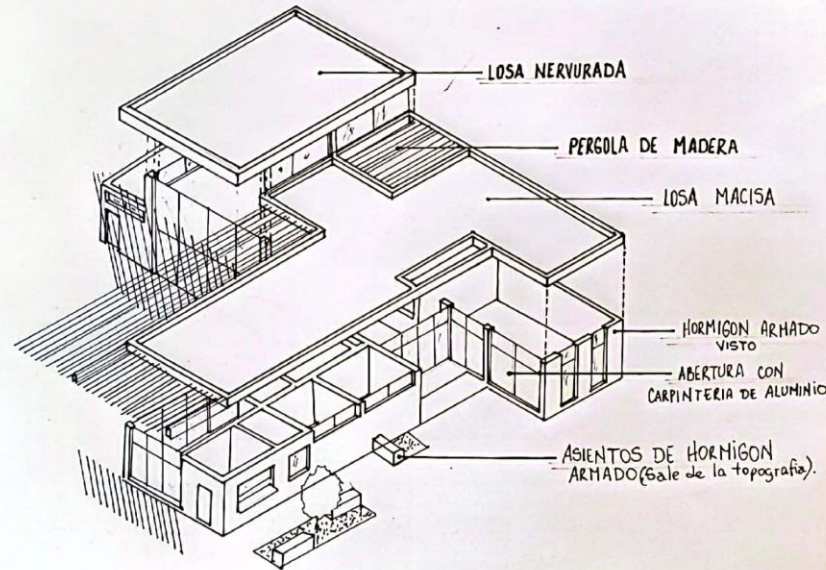 LOSA NERVURADA
PERGOLA DE MADERA
LOSA MACISA
HORMIGON ARMADO
VISTO
ABERTURA CON
CARPINTERIA DE ALUMINIO
ASIENTOS DE HORMIGON
ARMADO (Sale de la topografia).